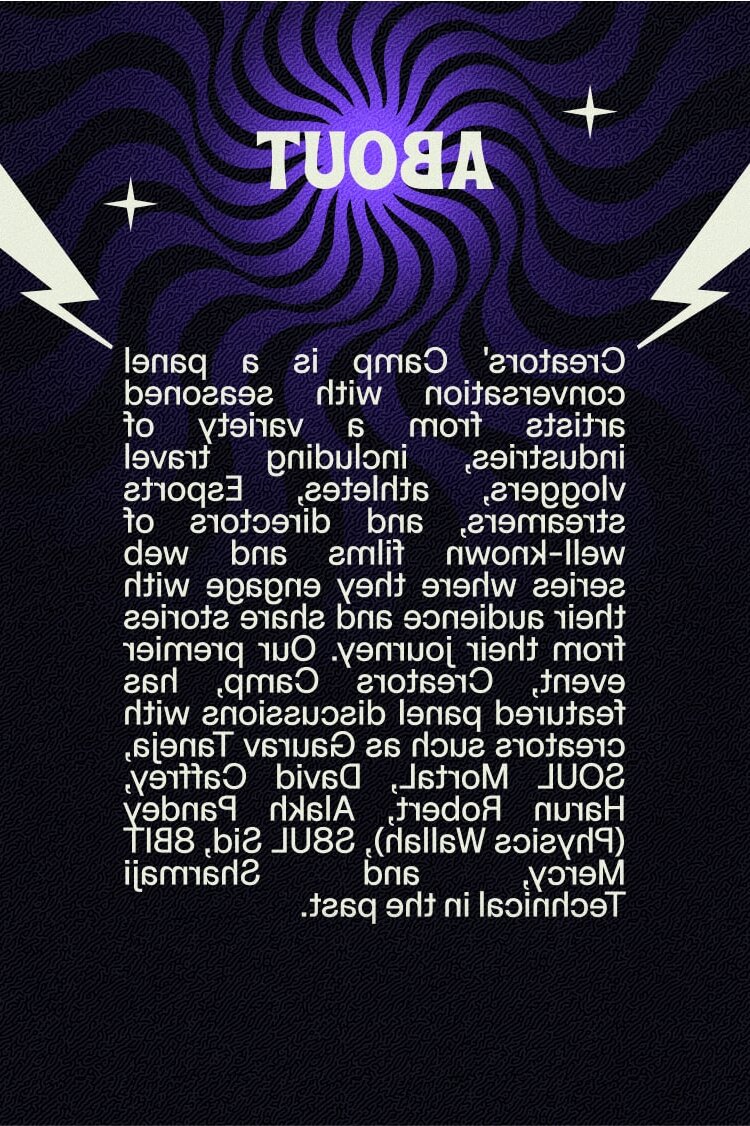 ABOUT
Creators' Camp is a panel
conversation with seasoned
artists from a variety of
industries, including travel
vloggers, athletes, Esports
streamers, and directors of
well-known films and web
series where they engage with
their audience and share stories
from their journey. Our premier
event, Creators Camp, has
featured panel discussions with
creators such as Gaurav Taneja,
SOUL MortaL, David Caffrey,
Harun Robert, Alakh Pandey
(Physics Wallah), S8UL Sid, 8BIT
Mercy, and Sharmaji
Technical in the past.